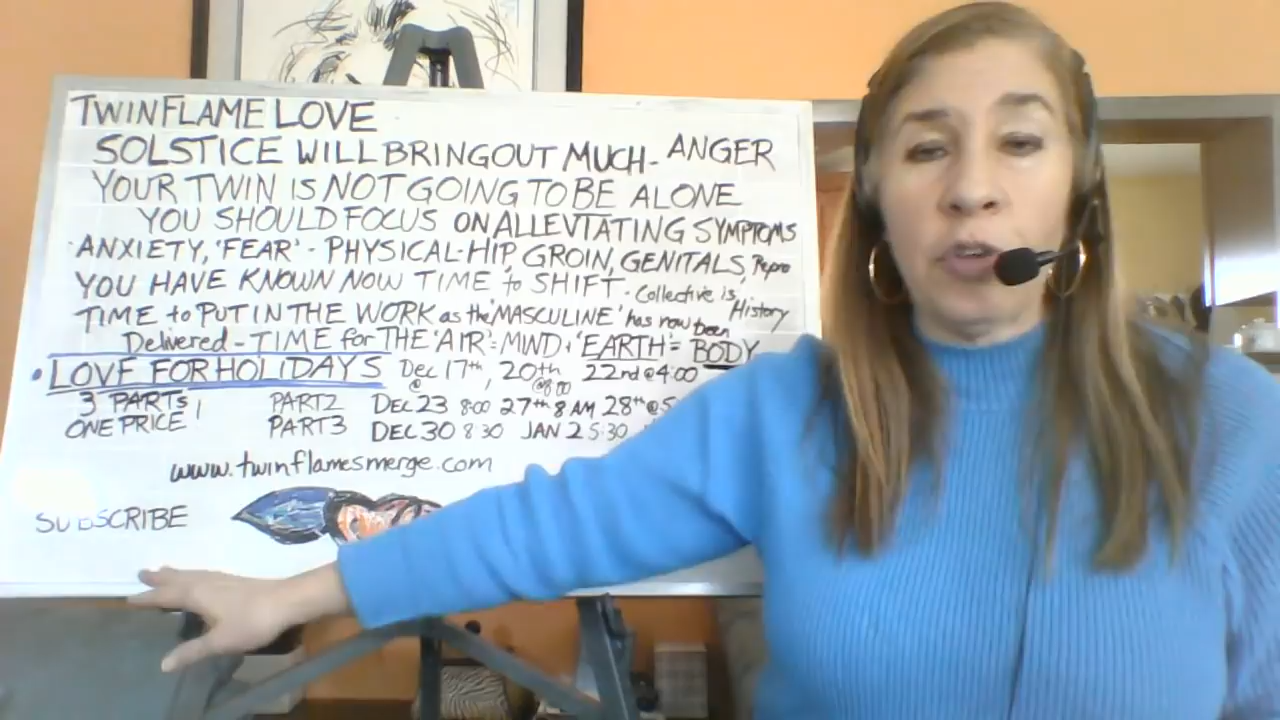 TWINFLAME LOVE
SOLSTICE WILL BRING OUT MUCH - ANGER
YOUR TWIN IS NOT GOING TO BE ALONE
YOU SHOULD FOCUS ON ALLEVTATING SYMPTOMS
ANXIETY, 'FEAR' - PHYSICAL-HIP, GROIN, GENITALS, Repro
YOU HAVE KNOWN NOW TIME to SHIFT - Collective is History
TIME to PUT IN THE WORK as the 'MASCULINE' has now been
Delivered - TIME for THE 'AIR' = MIND + 'EARTH' = BODY
• LOVE FOR HOLIDAYS Dec 17th, 20th 22nd @ 4:00
@ @8:00
3 PARTS, PART2 DEC 23 8:00 27th 8 AM 28th @ 5
ONE PRICE PART3 DEC 30 8:30 JAN 2 5:30
www.twinflamesmerge.com
SUBSCRIBE